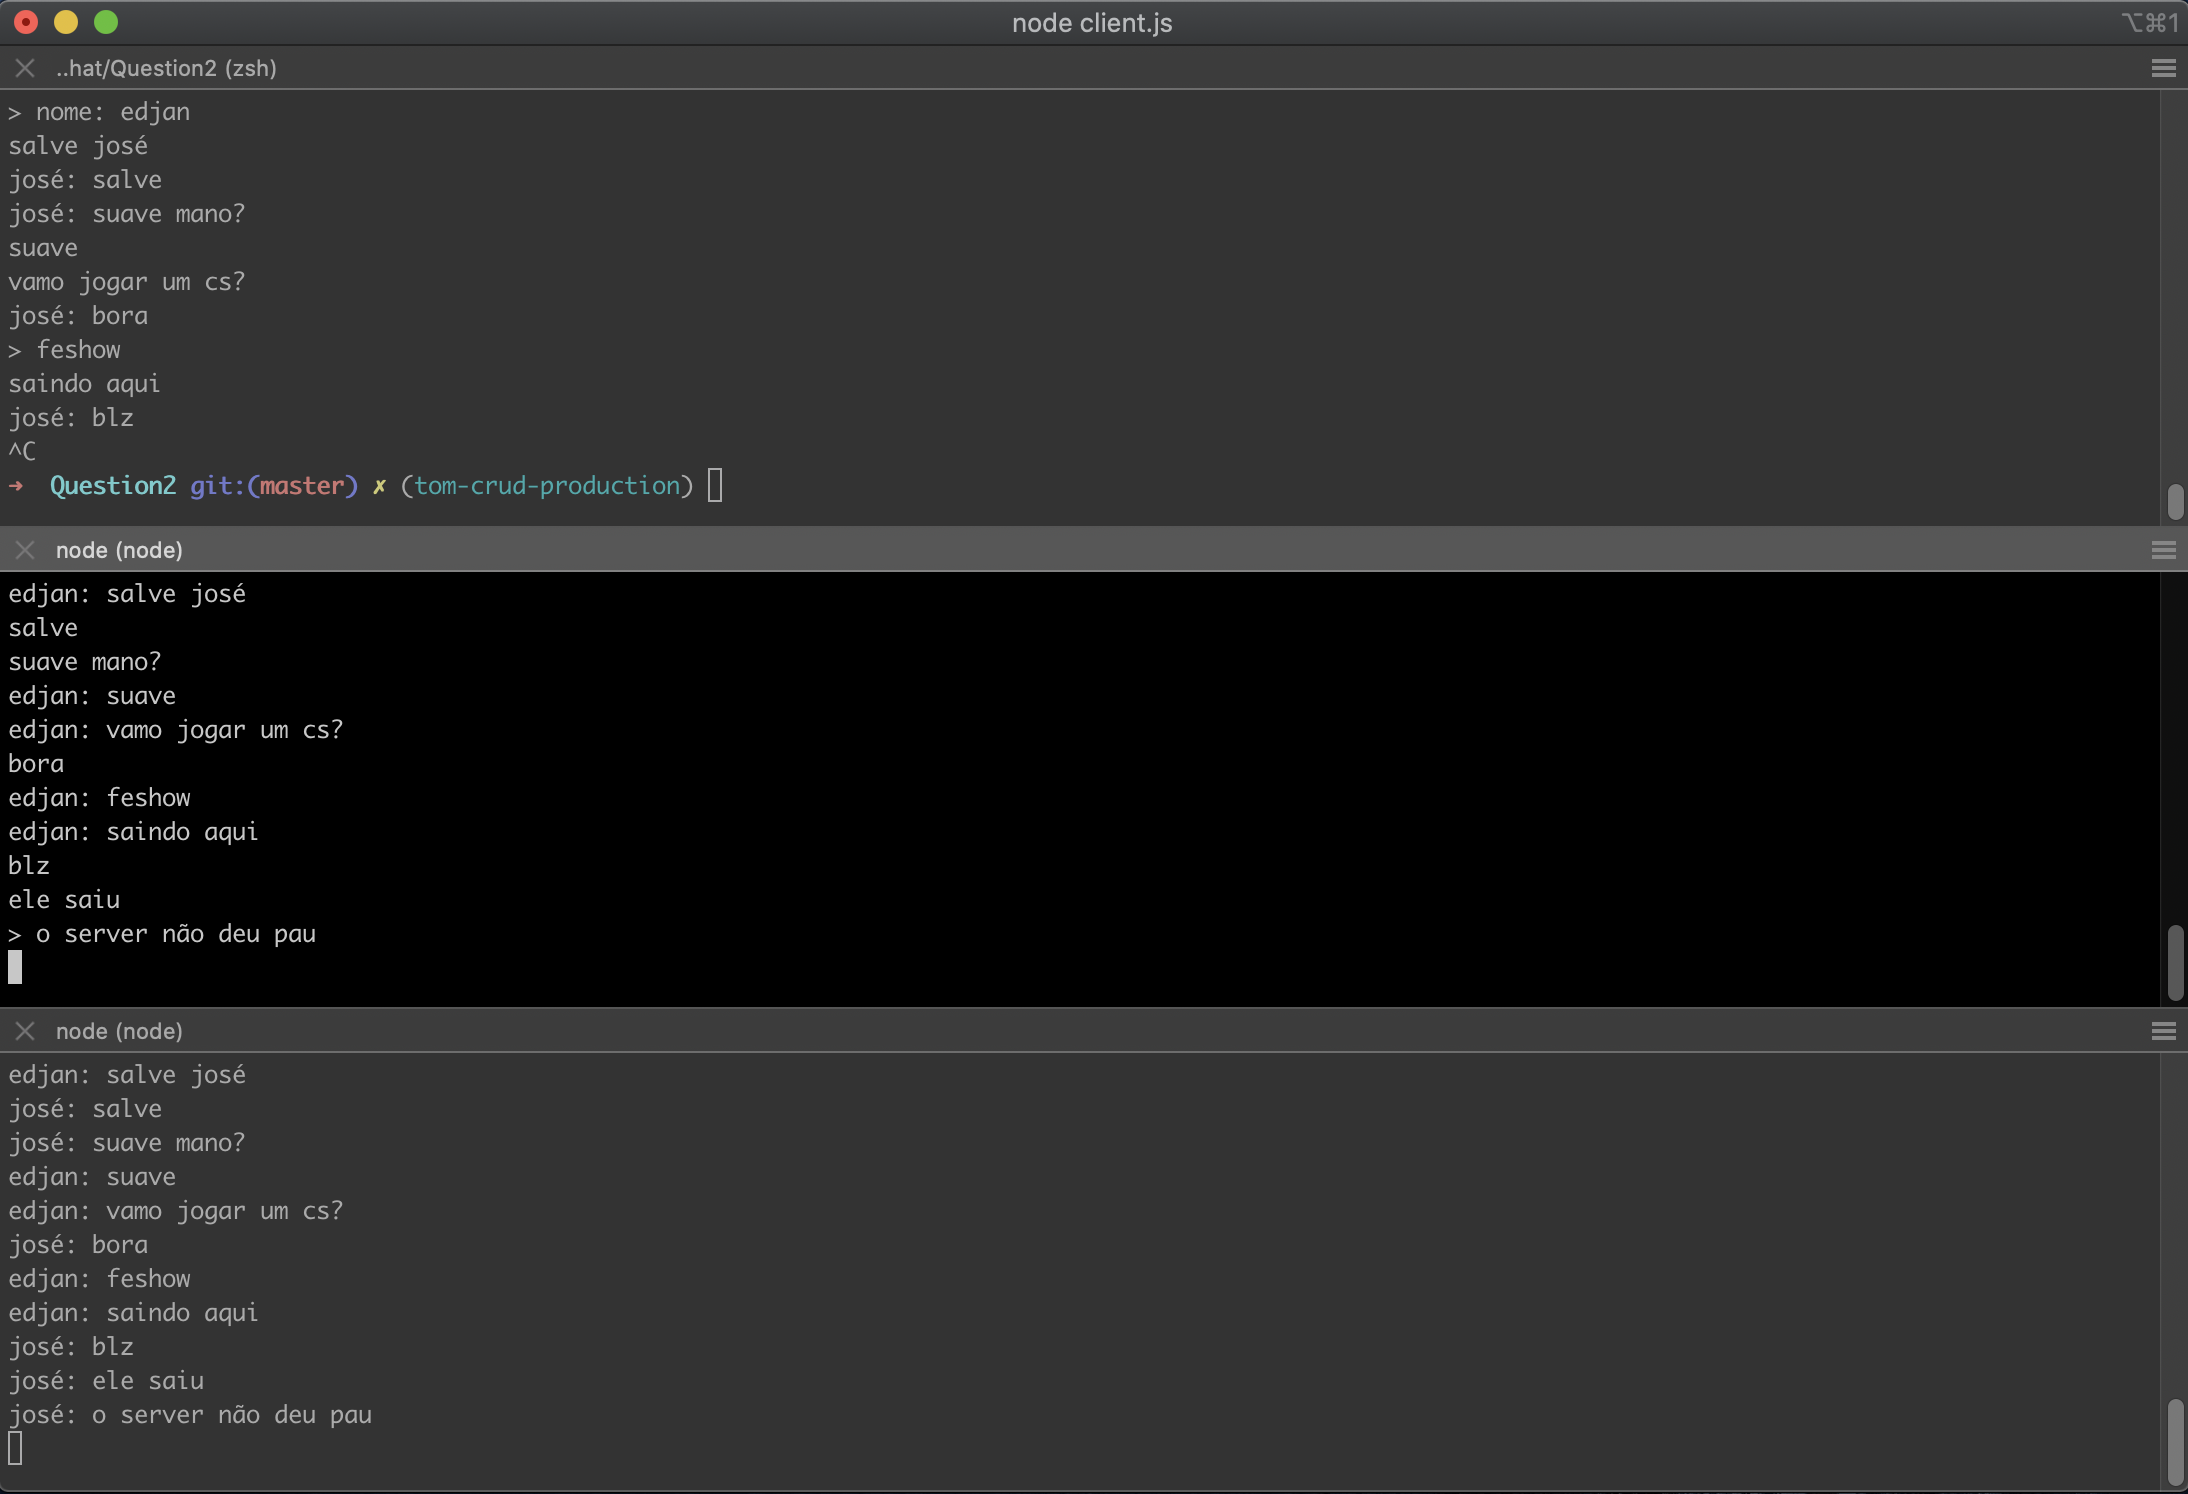 node client.js
⌥⌘1
..hat/Question2 (zsh)
> nome: edjan
salve josé
josé: salve
josé: suave mano?
suave
vamo jogar um cs?
josé: bora
> feshow
saindo aqui
josé: blz
^C
→ Question2 git:(master) ✗ (tom-crud-production)
node (node)
edjan: salve josé
salve
suave mano?
edjan: suave
edjan: vamo jogar um cs?
bora
edjan: feshow
edjan: saindo aqui
blz
ele saiu
> o server não deu pau
node (node)
edjan: salve josé
josé: salve
josé: suave mano?
edjan: suave
edjan: vamo jogar um cs?
josé: bora
edjan: feshow
edjan: saindo aqui
josé: blz
josé: ele saiu
josé: o server não deu pau